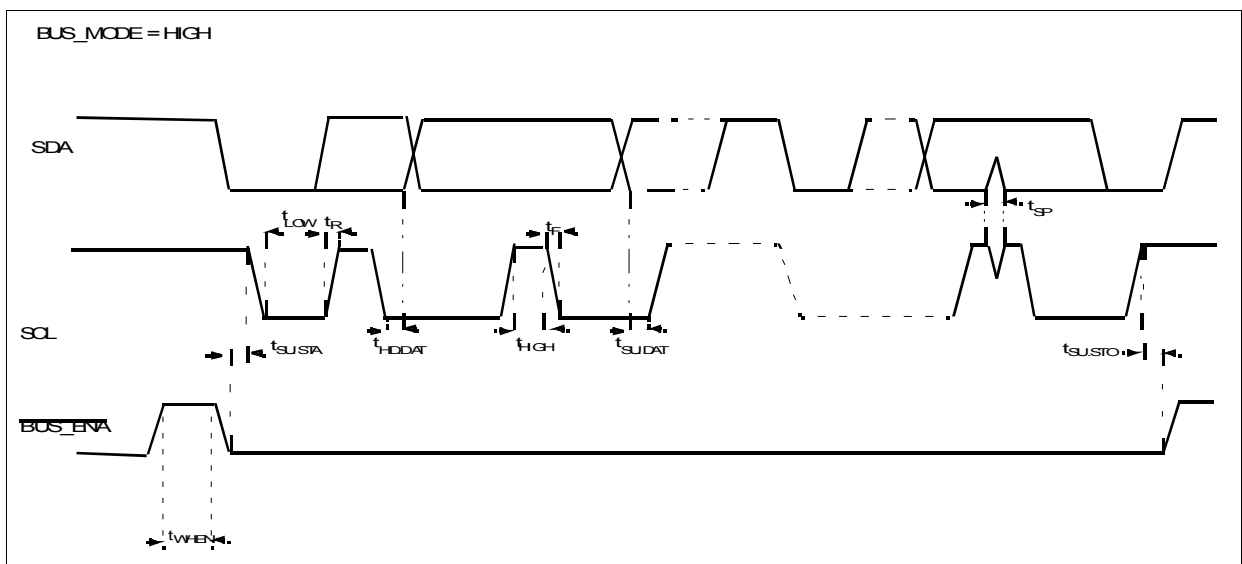 BUS_MODE = HIGH
SDA
tSP
tLOW tR
tF
SCL
tSU.STA
tHD.DAT
tHIGH
tSU.DAT
tSU.STO
BUS_ENA
tWHEN